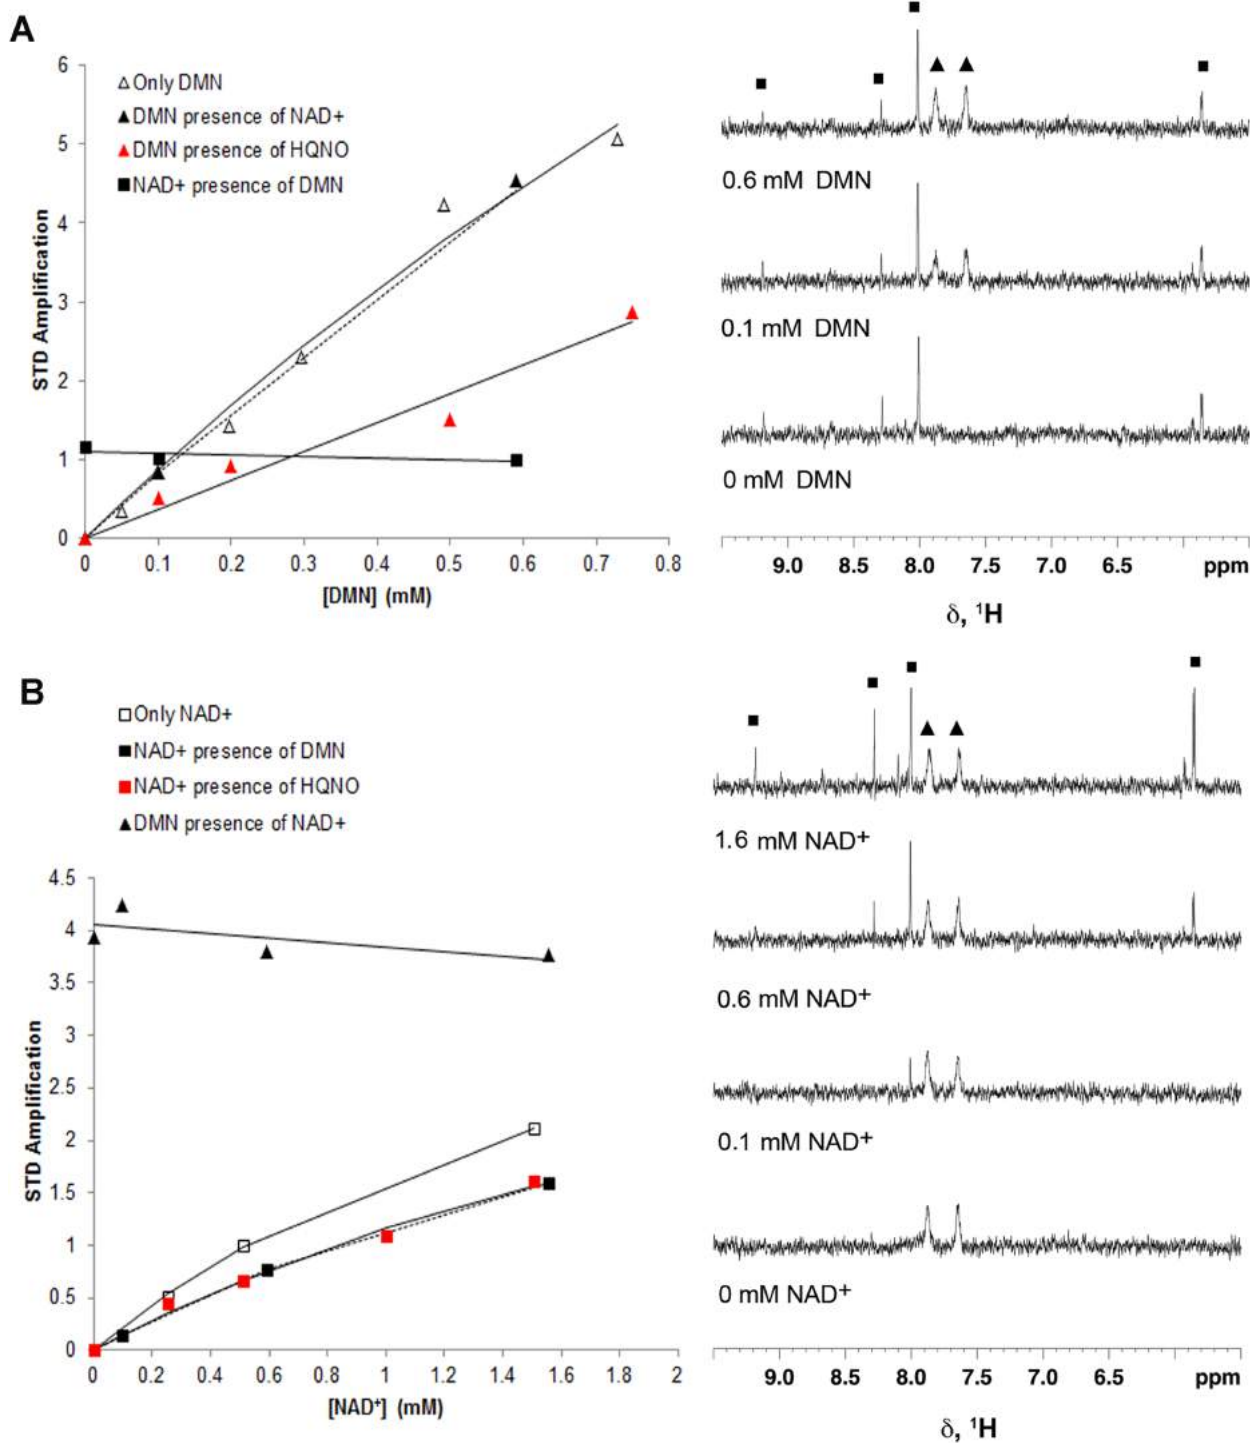 A
6
5
4
3
2
1
0
STD Amplification
Only DMN
DMN presence of NAD+
DMN presence of HQNO
NAD+ presence of DMN
0 0.1 0.2 0.3 0.4 0.5 0.6 0.7 0.8
[DMN] (mM)
0.6 mM DMN
0.1 mM DMN
0 mM DMN
9.0 8.5 8.0 7.5 7.0 6.5 ppm
δ, ¹H
B
Only NAD+
NAD+ presence of DMN
NAD+ presence of HQNO
DMN presence of NAD+
4.5
4
3.5
3
2.5
2
1.5
1
0.5
0
STD Amplification
0 0.2 0.4 0.6 0.8 1 1.2 1.4 1.6 1.8 2
[NAD⁺] (mM)
1.6 mM NAD⁺
0.6 mM NAD⁺
0.1 mM NAD⁺
0 mM NAD⁺
9.0 8.5 8.0 7.5 7.0 6.5 ppm
δ, ¹H